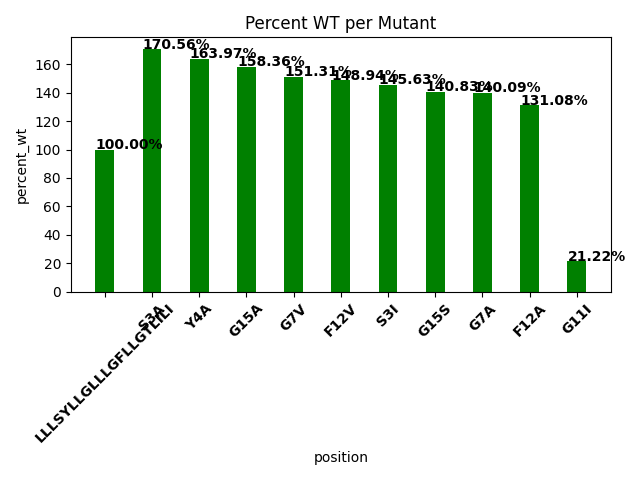 Percent WT per Mutant
percent_wt
160
140
120
100
80
60
40
20
0
100.00%
170.56%
163.97%
158.36%
151.31%
148.94%
145.63%
140.83%
140.09%
131.08%
21.22%
LLLSYLLGLLLGFLLGTLILI
S3A
Y4A
G15A
G7V
F12V
S3I
G15S
G7A
F12A
G11I
position